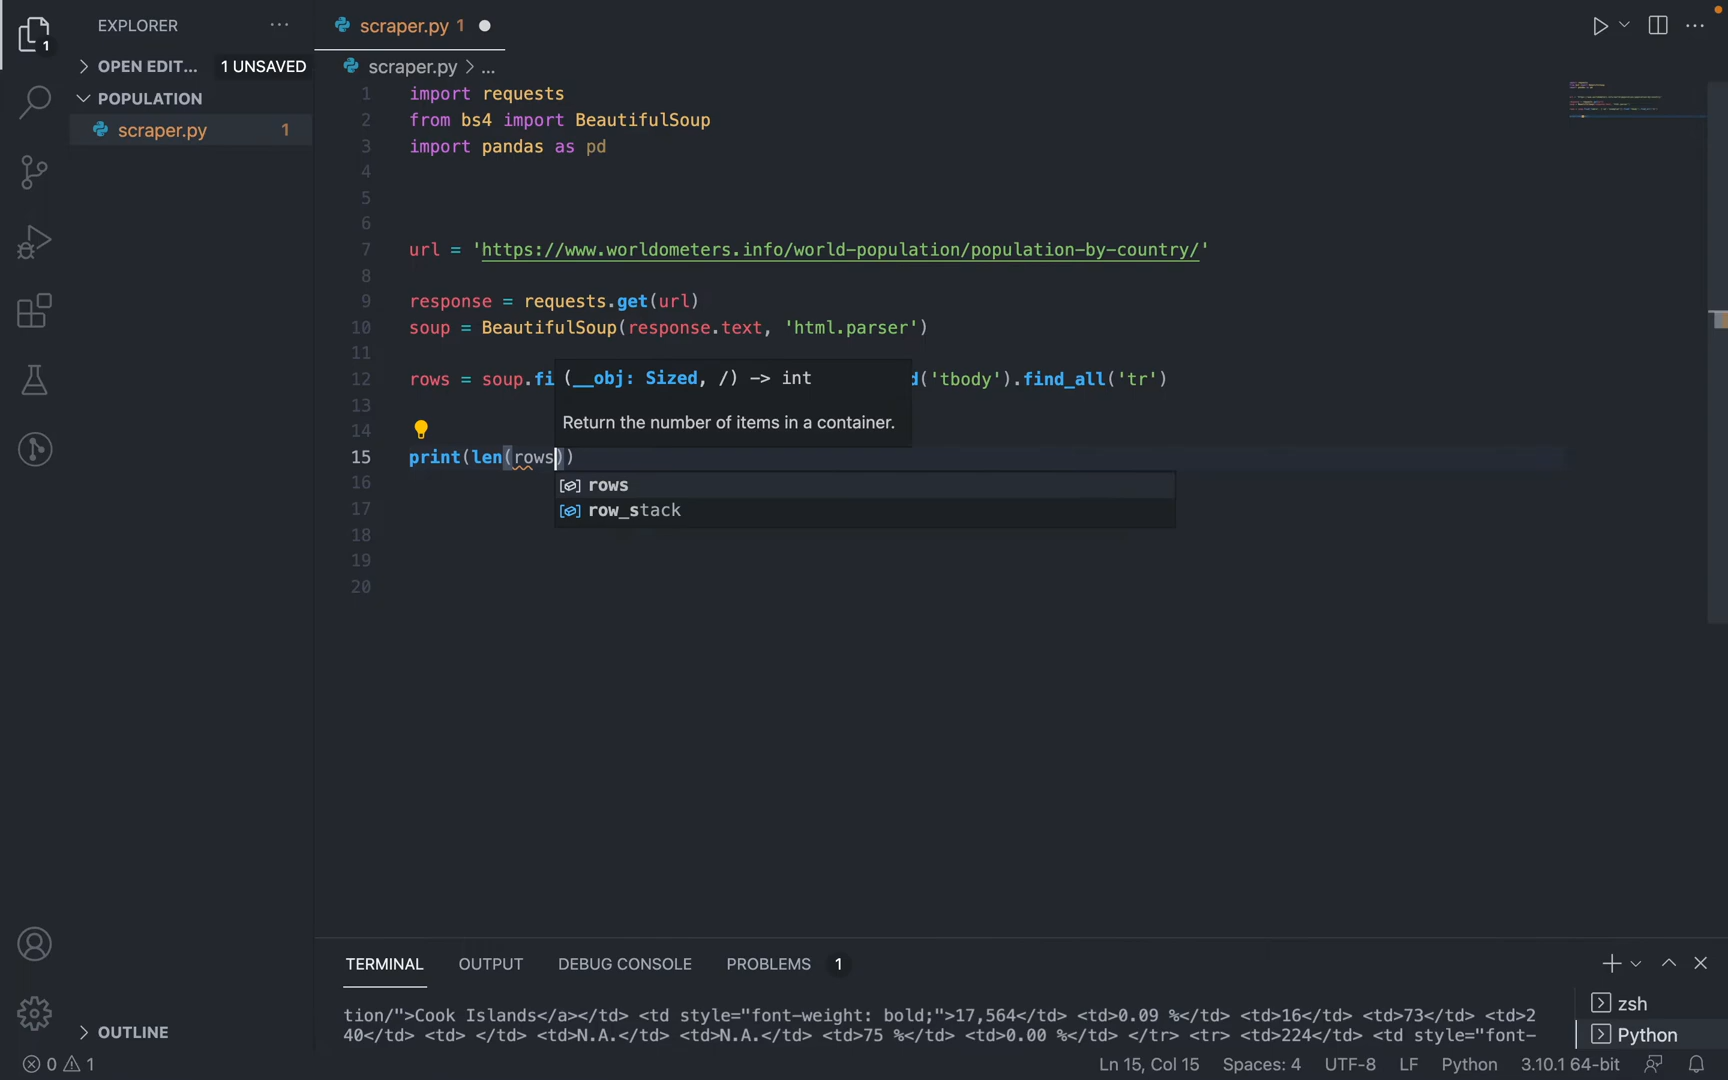 EXPLORER
scraper.py 1
1
OPEN EDIT... 1 UNSAVED
scraper.py > ...
POPULATION
scraper.py 1
1 import requests
2 from bs4 import BeautifulSoup
3 import pandas as pd
4
5
6
7 url = 'https://www.worldometers.info/world-population/population-by-country/'
8
9 response = requests.get(url)
10 soup = BeautifulSoup(response.text, 'html.parser')
11
12 rows = soup.fi (__obj: Sized, /) -> int d('tbody').find_all('tr')
13
Return the number of items in a container.
14
15 print(len(rows))
16 rows
17 row_stack
18
19
20
TERMINAL OUTPUT DEBUG CONSOLE PROBLEMS 1
tion/">Cook Islands</a></td> <td style="font-weight: bold;">17,564</td> <td>0.09 %</td> <td>16</td> <td>73</td> <td>2
40</td> <td> </td> <td>N.A.</td> <td>N.A.</td> <td>75 %</td> <td>0.00 %</td> </tr> <tr> <td>224</td> <td style="font-
zsh
Python
OUTLINE
0 1 Ln 15, Col 15 Spaces: 4 UTF-8 LF Python 3.10.1 64-bit